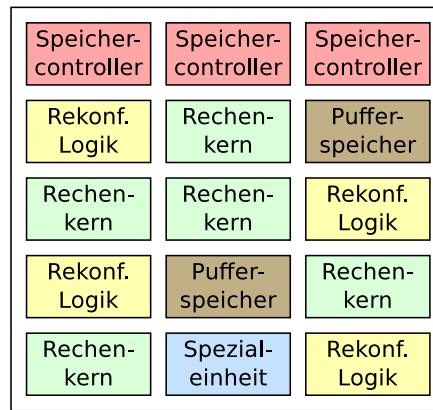 Speicher-
controller
Speicher-
controller
Speicher-
controller
Rekonf.
Logik
Rechen-
kern
Puffer-
speicher
Rechen-
kern
Rechen-
kern
Rekonf.
Logik
Rekonf.
Logik
Puffer-
speicher
Rechen-
kern
Rechen-
kern
Spezial-
einheit
Rekonf.
Logik